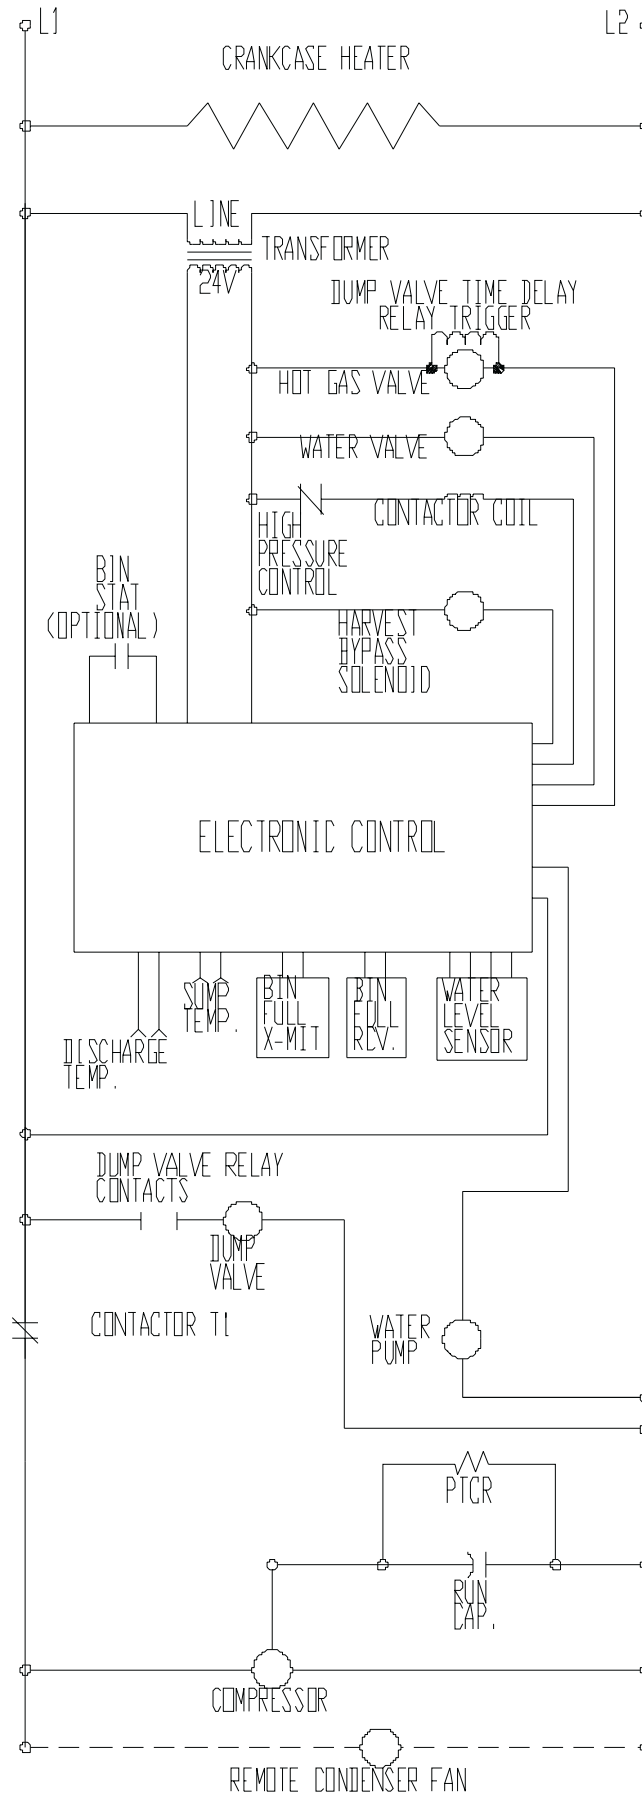 L1
L2
CRANKCASE HEATER
LINE
TRANSFORMER
24V
DUMP VALVE TIME DELAY
RELAY TRIGGER
HOT GAS VALVE
WATER VALVE
CONTACTOR COIL
HIGH
PRESSURE
CONTROL
BIN
STAT
(OPTIONAL)
HARVEST
BYPASS
SOLENOID
ELECTRONIC CONTROL
DISCHARGE
TEMP.
SUMP
TEMP.
BIN
FULL
X-MIT
BIN
FULL
RCV.
WATER
LEVEL
SENSOR
DUMP VALVE RELAY
CONTACTS
DUMP
VALVE
CONTACTOR T1
WATER
PUMP
PTCR
RUN
CAP.
COMPRESSOR
REMOTE CONDENSER FAN